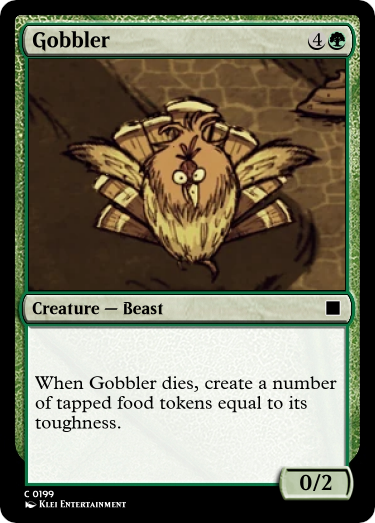 Gobbler 4
Creature — Beast
When Gobbler dies, create a number
of tapped food tokens equal to its
toughness.
0/2
C 0199
Klei Entertainment